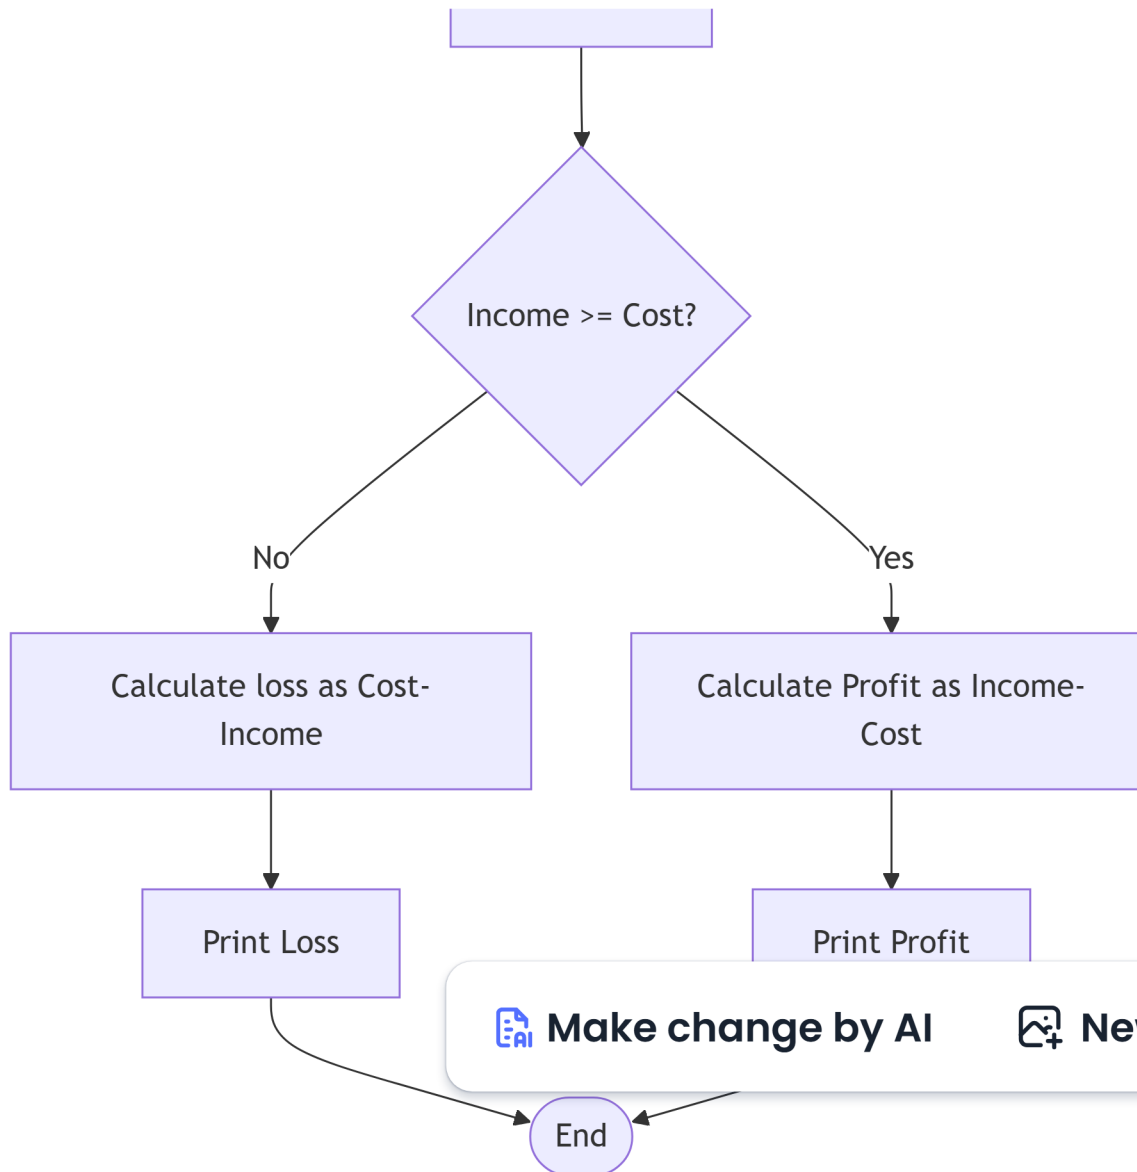 Income >= Cost?
No
Yes
Calculate loss as Cost-
Income
Calculate Profit as Income-
Cost
Print Loss
Print Profit
Make change by AI
End